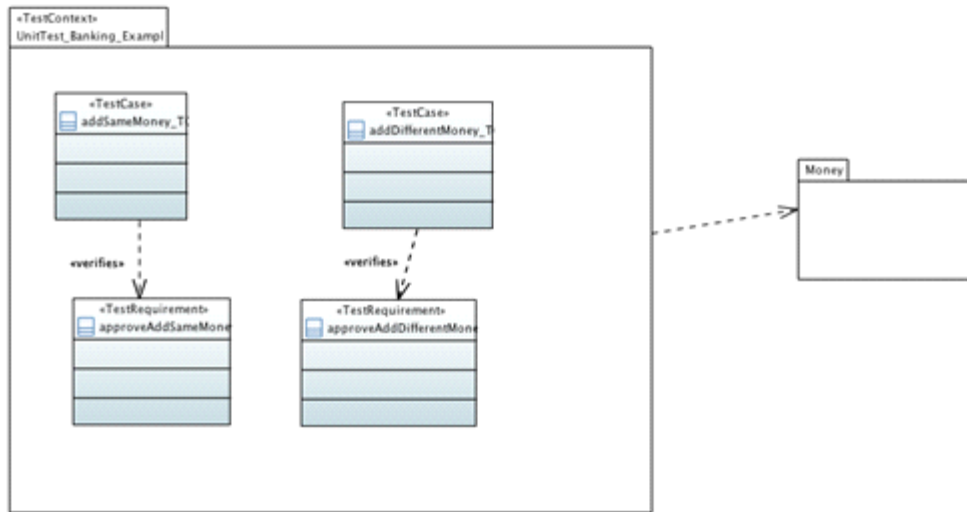 «TestContext»
UnitTest_Banking_Exampl
«TestCase»
addSameMoney_T
«TestCase»
addDifferentMoney_T
Money
«verifies»
«verifies»
«TestRequirement»
approveAddSameMone
«TestRequirement»
approveAddDifferentMone